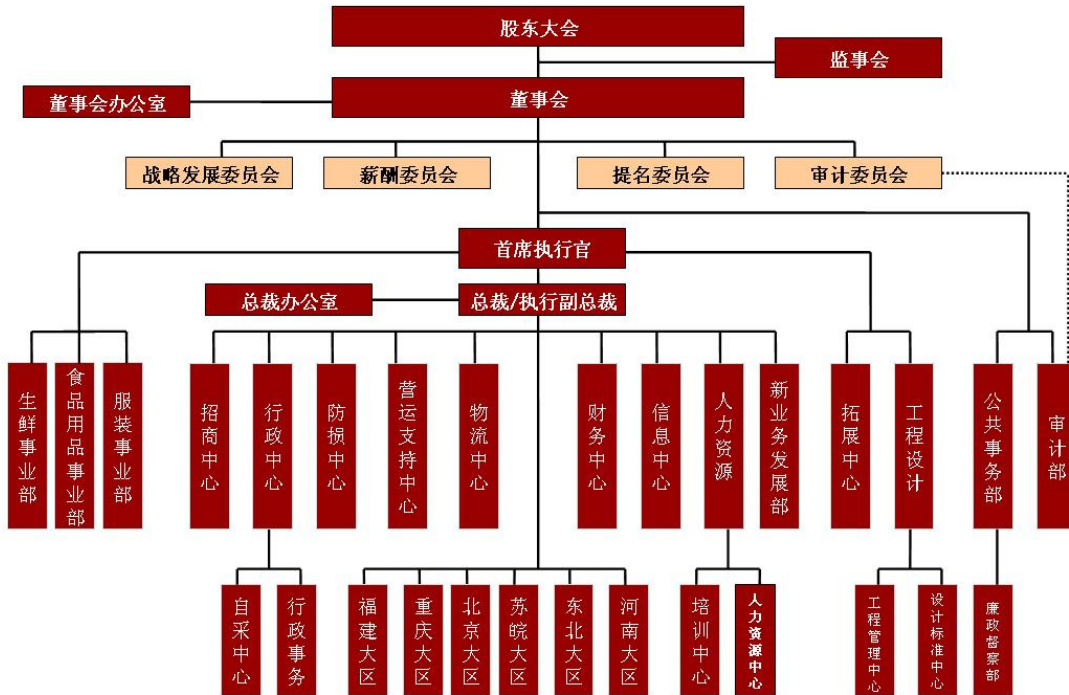 股东大会
监事会
董事会办公室
董事会
战略发展委员会
薪酬委员会
提名委员会
审计委员会
首席执行官
总裁办公室
总裁/执行副总裁
生鲜事业部
食品用品事业部
服装事业部
招商中心
行政中心
防损中心
营运支持中心
物流中心
财务中心
信息中心
人力资源
新业务发展部
拓展中心
工程设计
公共事务部
审计部
自采中心
行政事务
福建大区
重庆大区
北京大区
苏皖大区
东北大区
河南大区
培训中心
人力资源中心
工程管理中心
设计标准中心
廉政督察部